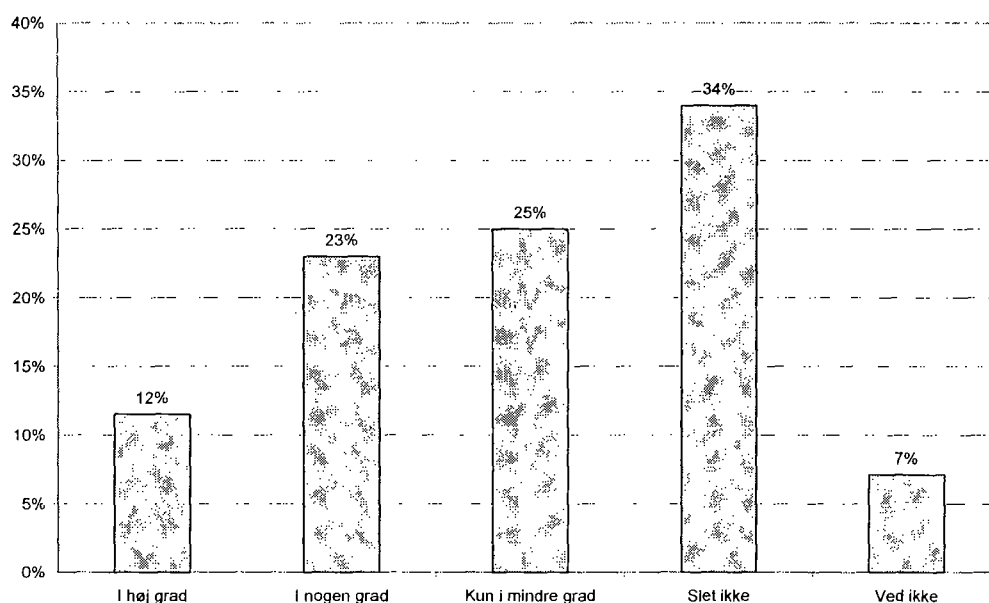 40%
35%
30%
25%
20%
15%
10%
5%
0%
12%
23%
25%
34%
7%
I høj grad
I nogen grad
Kun i mindre grad
Slet ikke
Ved ikke